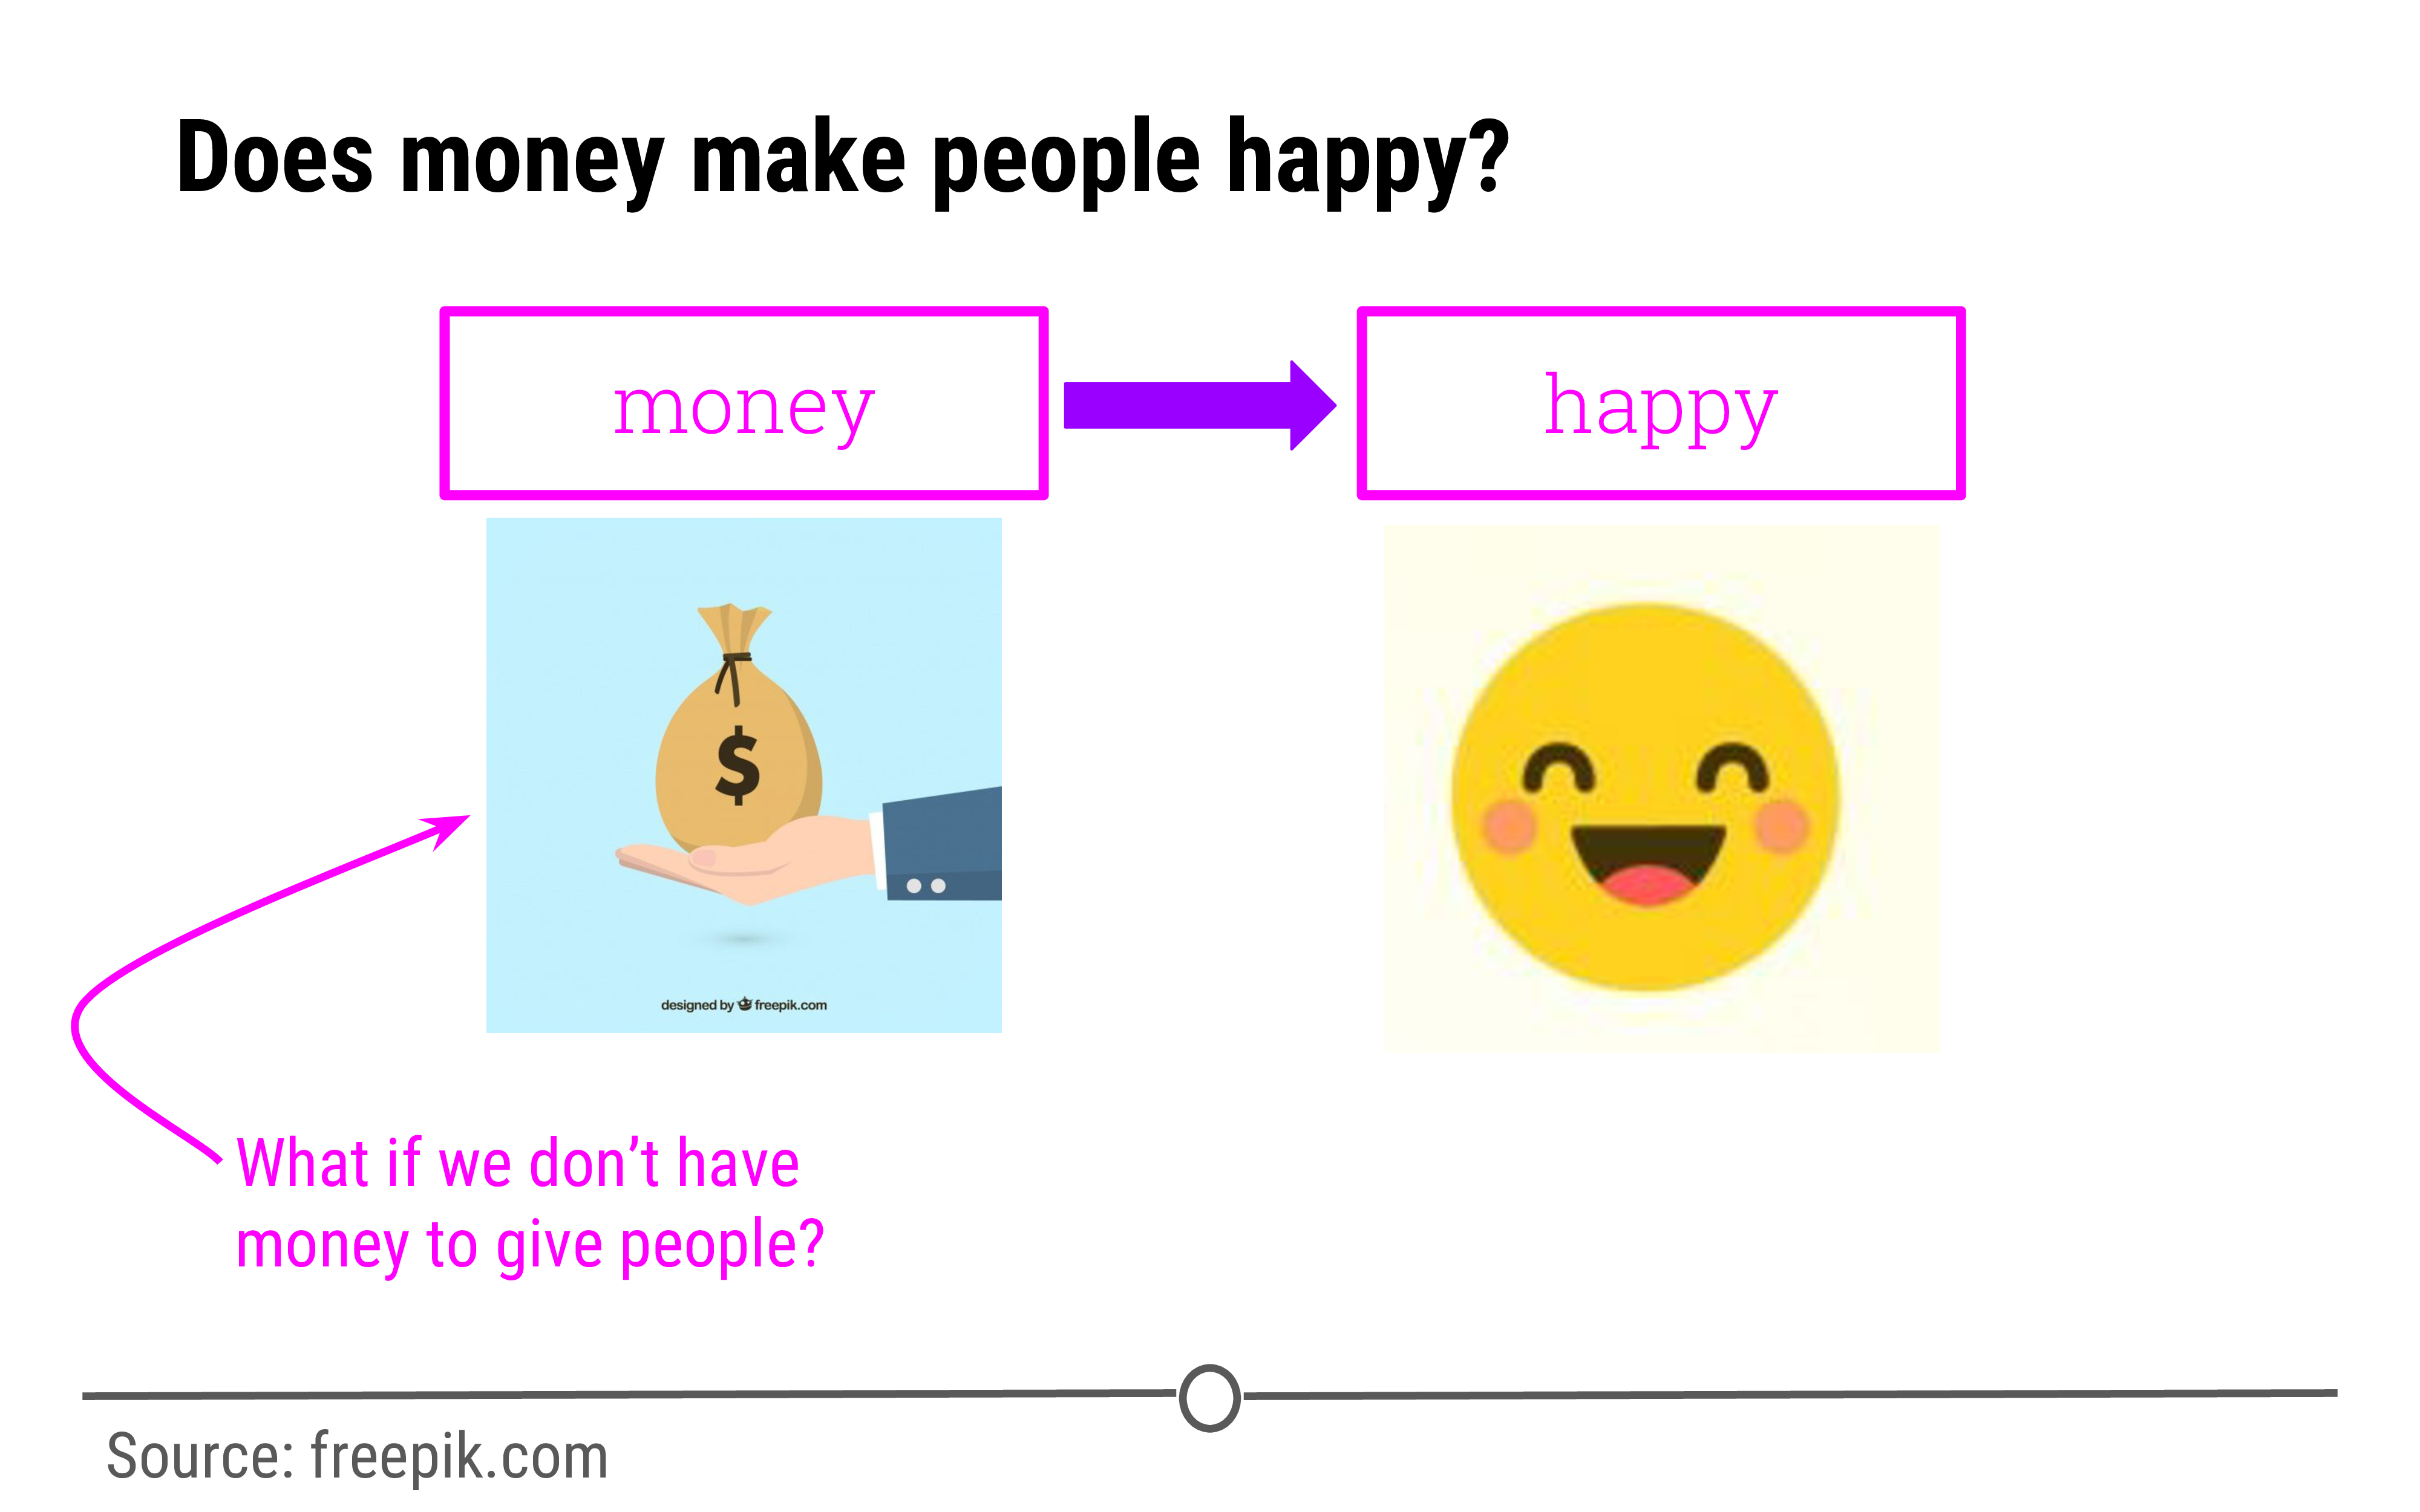 Does money make people happy?
money
happy
$
designed by freepik.com
What if we don’t have
money to give people?
Source: freepik.com